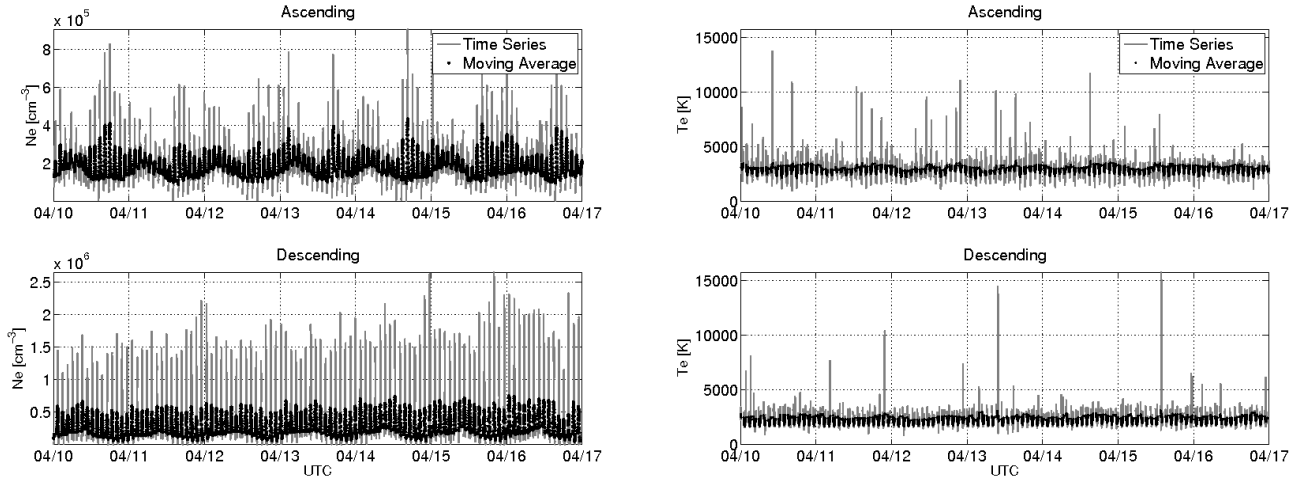 Ascending
x 10⁵
Ne [cm⁻³]
8
6
4
2
Time Series
Moving Average
04/10 04/11 04/12 04/13 04/14 04/15 04/16 04/17
Ascending
Te [K]
15000
10000
5000
0
Time Series
Moving Average
04/10 04/11 04/12 04/13 04/14 04/15 04/16 04/17
Descending
x 10⁶
Ne [cm⁻³]
2.5
2
1.5
1
0.5
04/10 04/11 04/12 04/13 04/14 04/15 04/16 04/17
UTC
Descending
Te [K]
15000
10000
5000
0
04/10 04/11 04/12 04/13 04/14 04/15 04/16 04/17
UTC